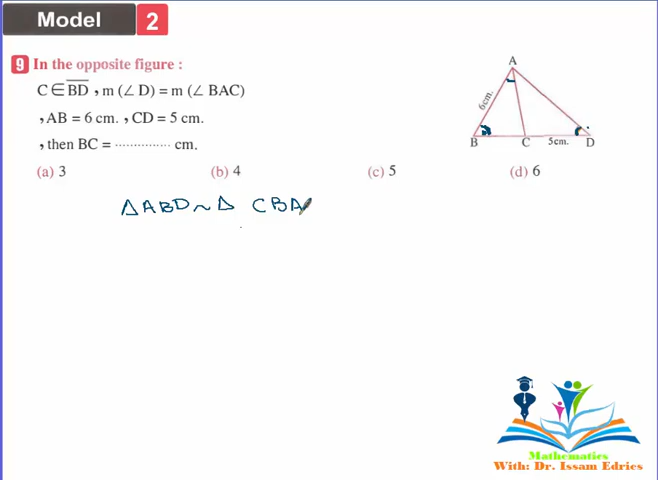 Model 2
9 In the opposite figure :
C ∈ BD , m (∠ D) = m (∠ BAC)
, AB = 6 cm. , CD = 5 cm.
, then BC = ·············· cm.
(a) 3 (b) 4 (c) 5 (d) 6
A
6cm.
B C 5cm. D
Δ ABD ~ Δ CBA
Mathematics
With: Dr. Issam Edries